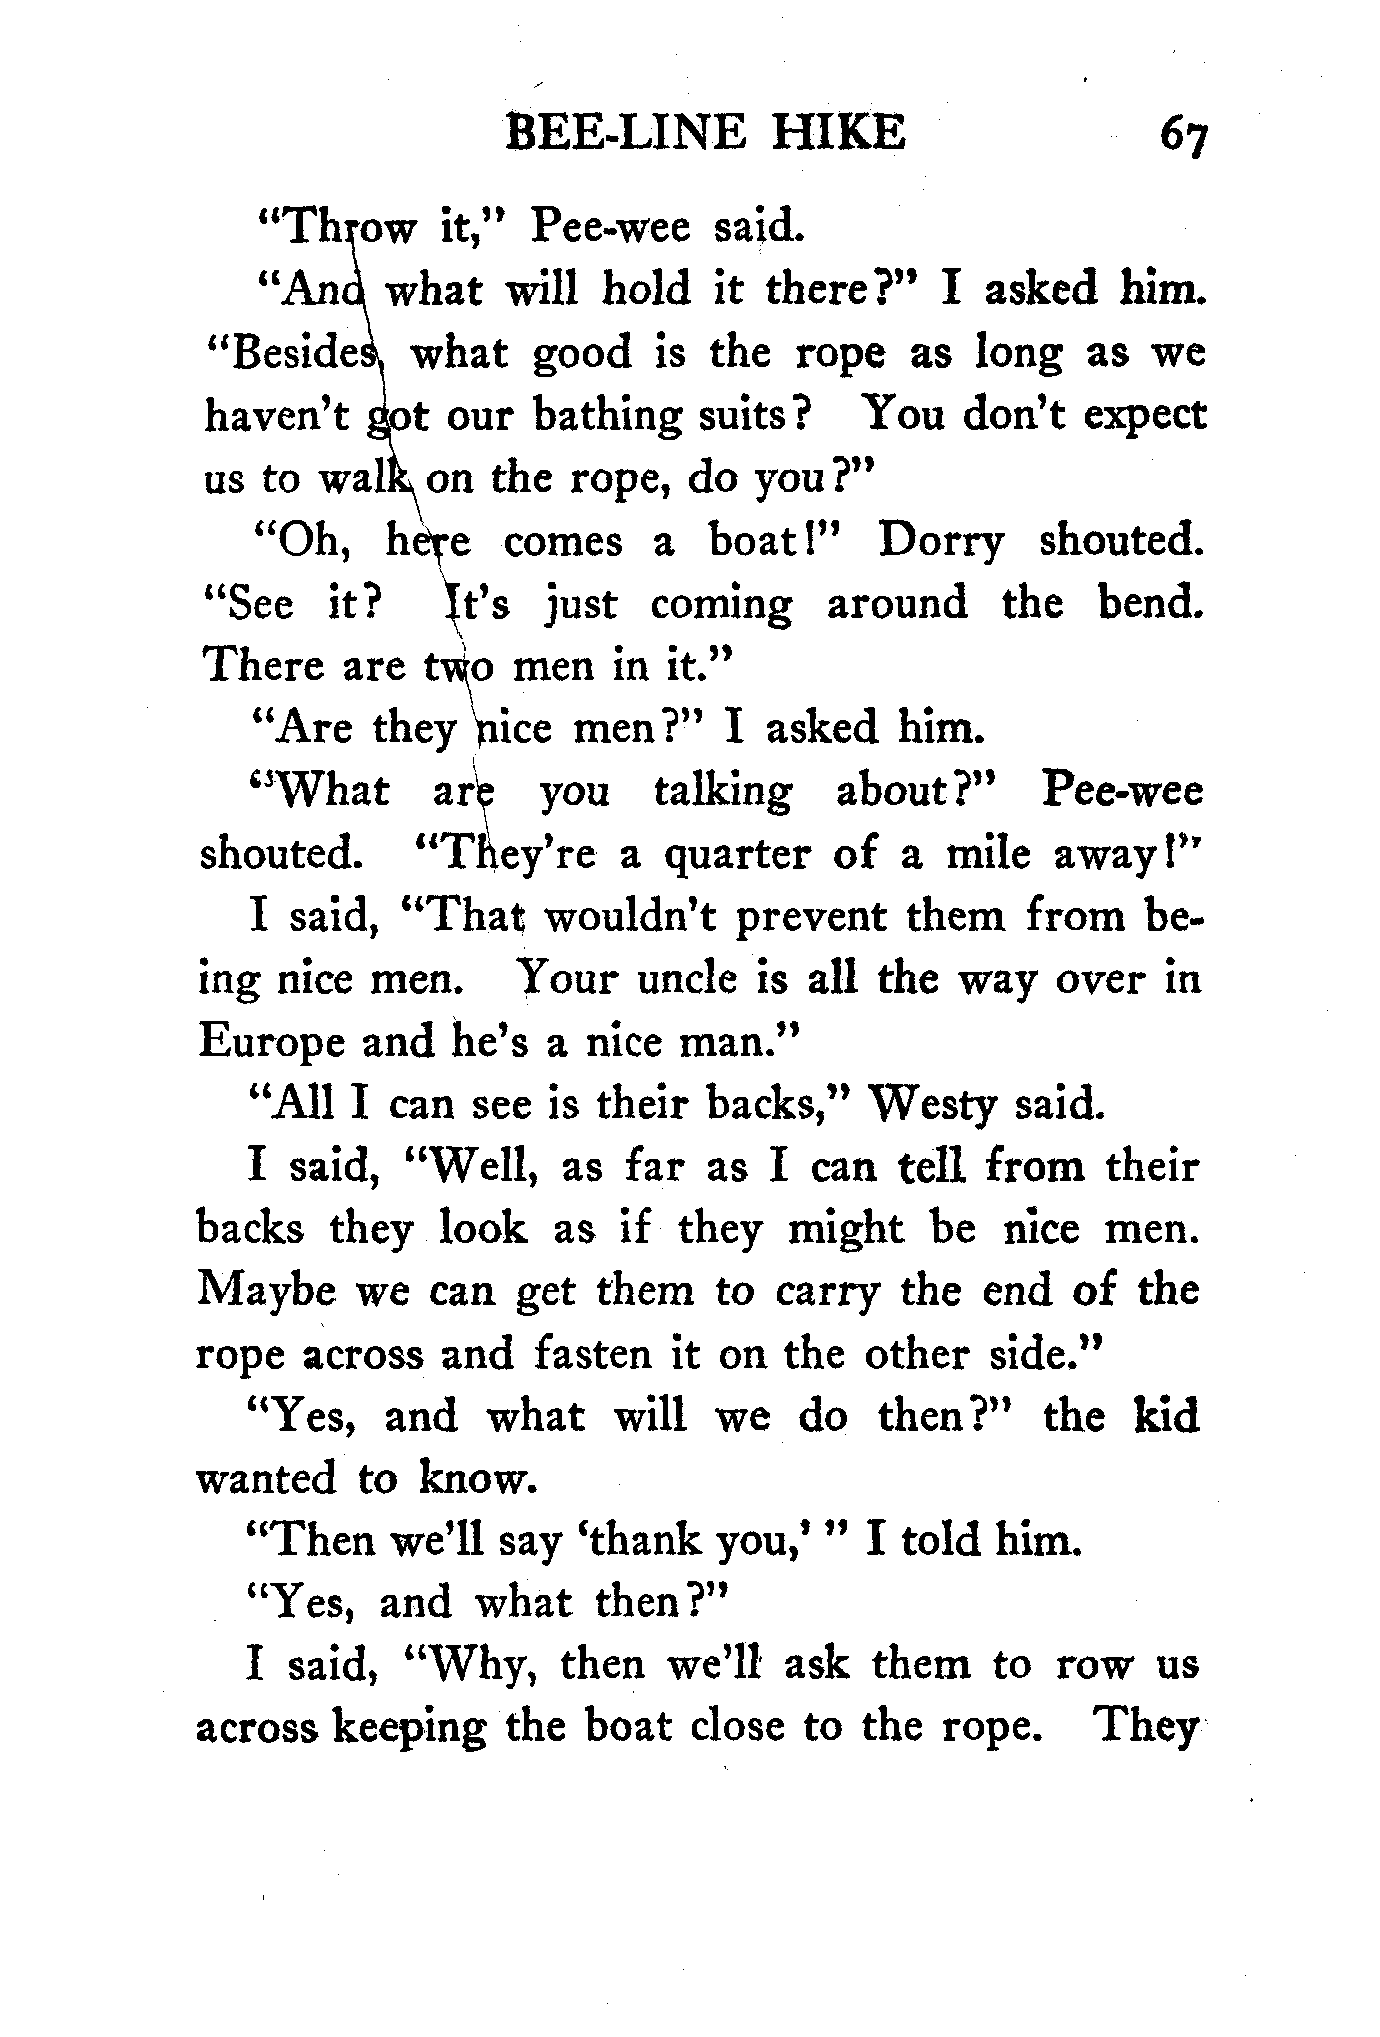 BEE-LINE HIKE 67
"Throw it," Pee-wee said.
"And what will hold it there?" I asked him.
"Besides, what good is the rope as long as we
haven't got our bathing suits? You don't expect
us to walk on the rope, do you?"
"Oh, here comes a boat!" Dorry shouted.
"See it? It's just coming around the bend.
There are two men in it."
"Are they nice men?" I asked him.
"What are you talking about?" Pee-wee
shouted. "They're a quarter of a mile away!"
I said, "That wouldn't prevent them from be-
ing nice men. Your uncle is all the way over in
Europe and he's a nice man."
"All I can see is their backs," Westy said.
I said, "Well, as far as I can tell from their
backs they look as if they might be nice men.
Maybe we can get them to carry the end of the
rope across and fasten it on the other side."
"Yes, and what will we do then?" the kid
wanted to know.
"Then we'll say 'thank you,' " I told him.
"Yes, and what then?"
I said, "Why, then we'll ask them to row us
across keeping the boat close to the rope. They